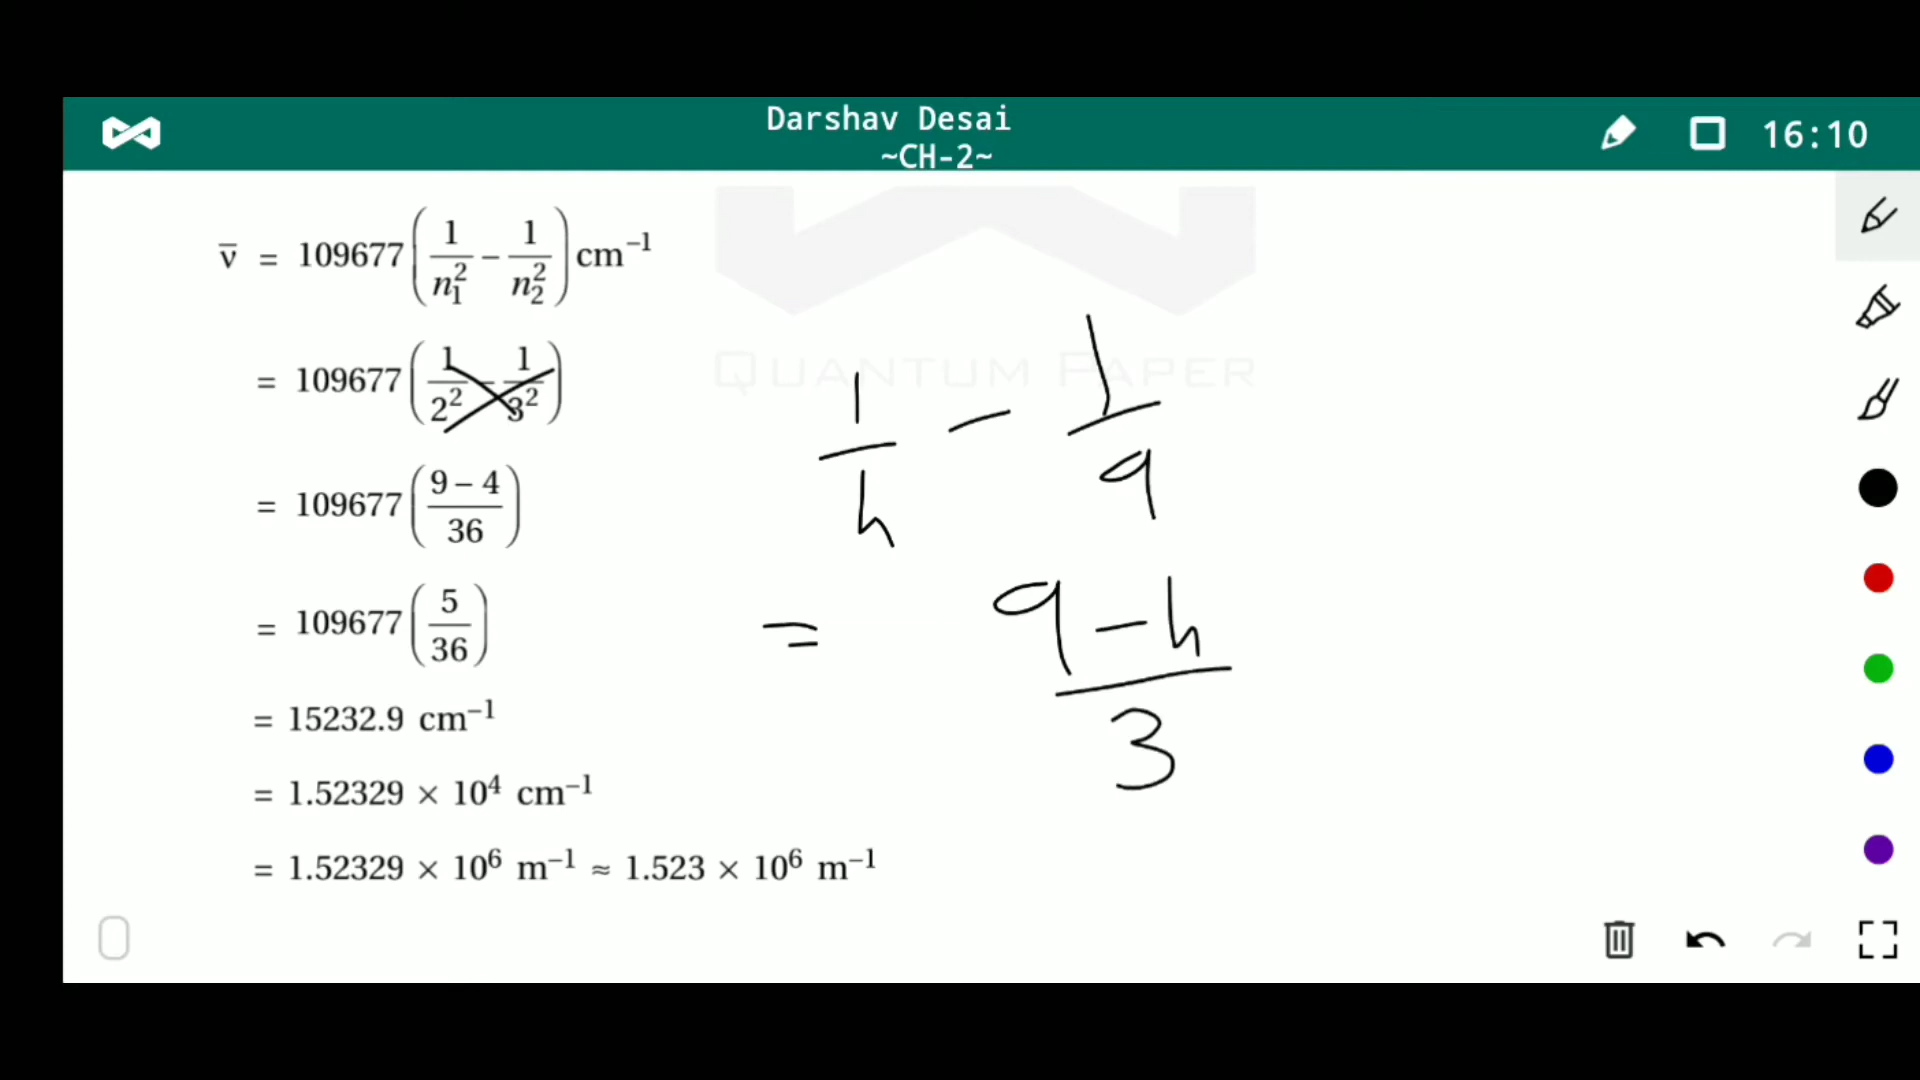 Darshav Desai
~CH-2~
16:10
QUANTUM PAPER
ν̅ = 109677 (1/n₁² − 1/n₂²) cm⁻¹
= 109677 (1/2² − 1/3²)
= 109677 ((9 − 4)/36)
= 109677 (5/36)
= 15232.9 cm⁻¹
= 1.52329 × 10⁴ cm⁻¹
= 1.52329 × 10⁶ m⁻¹ ≈ 1.523 × 10⁶ m⁻¹
1/4 − 1/9
= (9 − 4)/3